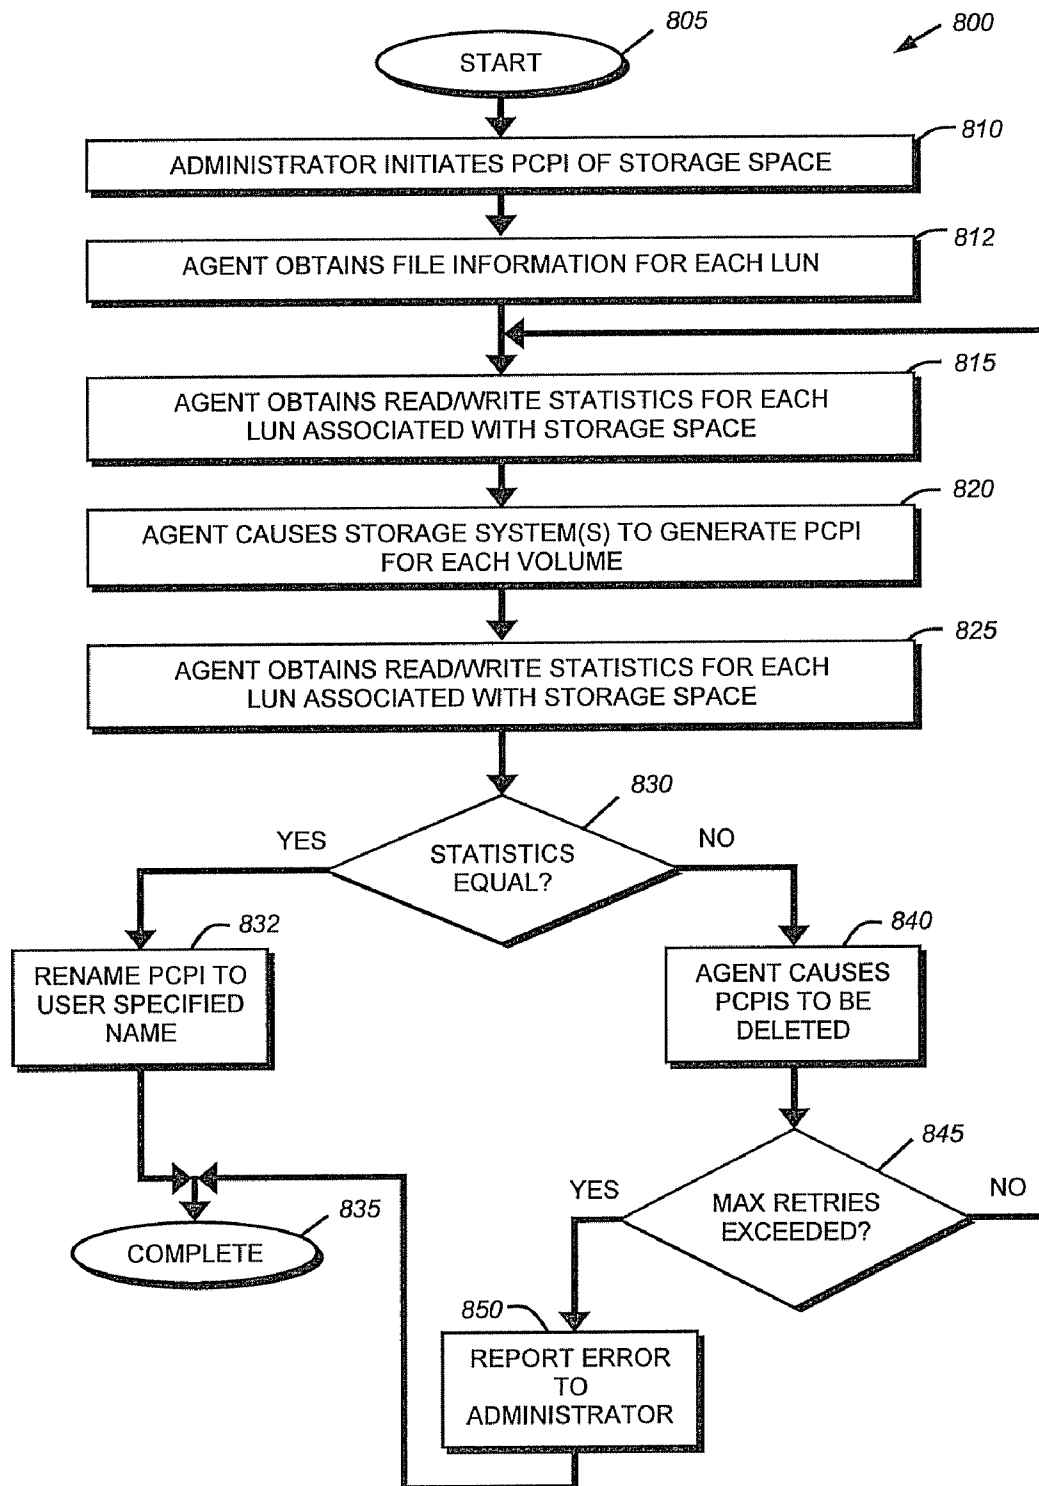 800
805
START
810
ADMINISTRATOR INITIATES PCPI OF STORAGE SPACE
812
AGENT OBTAINS FILE INFORMATION FOR EACH LUN
815
AGENT OBTAINS READ/WRITE STATISTICS FOR EACH
LUN ASSOCIATED WITH STORAGE SPACE
820
AGENT CAUSES STORAGE SYSTEM(S) TO GENERATE PCPI
FOR EACH VOLUME
825
AGENT OBTAINS READ/WRITE STATISTICS FOR EACH
LUN ASSOCIATED WITH STORAGE SPACE
830
YES
STATISTICS
EQUAL?
NO
832
RENAME PCPI TO
USER SPECIFIED
NAME
840
AGENT CAUSES
PCPIS TO BE
DELETED
845
YES
MAX RETRIES
EXCEEDED?
NO
835
COMPLETE
850
REPORT ERROR
TO
ADMINISTRATOR